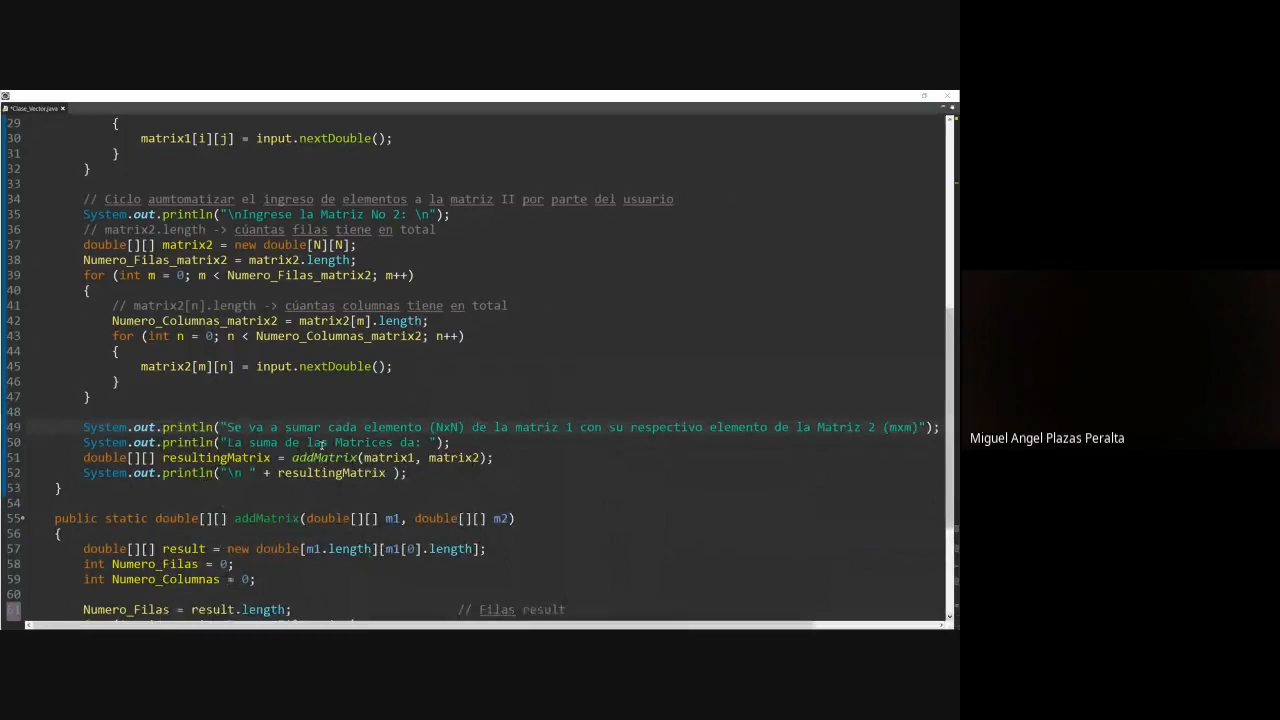 *Clase_Vector.java
29 {
30 matrix1[i][j] = input.nextDouble();
31 }
32 }
33
34 // Ciclo aumtomatizar el ingreso de elementos a la matriz II por parte del usuario
35 System.out.println("\nIngrese la Matriz No 2: \n");
36 // matrix2.length -> cúantas filas tiene en total
37 double[][] matrix2 = new double[N][N];
38 Numero_Filas_matrix2 = matrix2.length;
39 for (int m = 0; m < Numero_Filas_matrix2; m++)
40 {
41 // matrix2[n].length -> cúantas columnas tiene en total
42 Numero_Columnas_matrix2 = matrix2[m].length;
43 for (int n = 0; n < Numero_Columnas_matrix2; n++)
44 {
45 matrix2[m][n] = input.nextDouble();
46 }
47 }
48
49 System.out.println("Se va a sumar cada elemento (NxN) de la matriz 1 con su respectivo elemento de la Matriz 2 (mxm)");
50 System.out.println("La suma de las Matrices da: ");
51 double[][] resultingMatrix = addMatrix(matrix1, matrix2);
52 System.out.println("\n " + resultingMatrix );
53 }
54
55 public static double[][] addMatrix(double[][] m1, double[][] m2)
56 {
57 double[][] result = new double[m1.length][m1[0].length];
58 int Numero_Filas = 0;
59 int Numero_Columnas = 0;
60
61 Numero_Filas = result.length; // Filas result
Miguel Angel Plazas Peralta